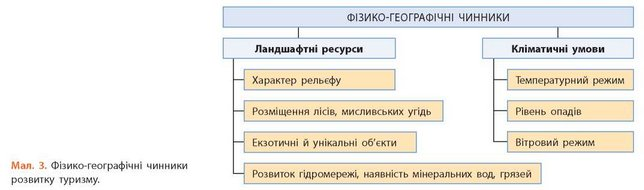 ФІЗИКО-ГЕОГРАФІЧНІ ЧИННИКИ
Ландшафтні ресурси
Характер рельєфу
Розміщення лісів, мисливських угідь
Екзотичні й унікальні об'єкти
Розвиток гідромережі, наявність мінеральних вод, грязей
Кліматичні умови
Температурний режим
Рівень опадів
Вітровий режим
Мал. 3. Фізико-географічні чинники
розвитку туризму.